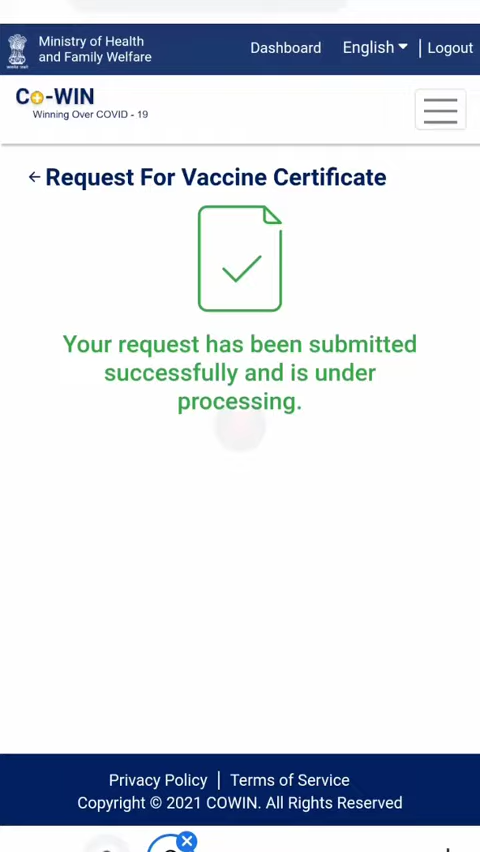 Ministry of Health
and Family Welfare
Dashboard
English
Logout
Co-WIN
Winning Over COVID - 19
Request For Vaccine Certificate
Your request has been submitted
successfully and is under
processing.
Privacy Policy | Terms of Service
Copyright © 2021 COWIN. All Rights Reserved